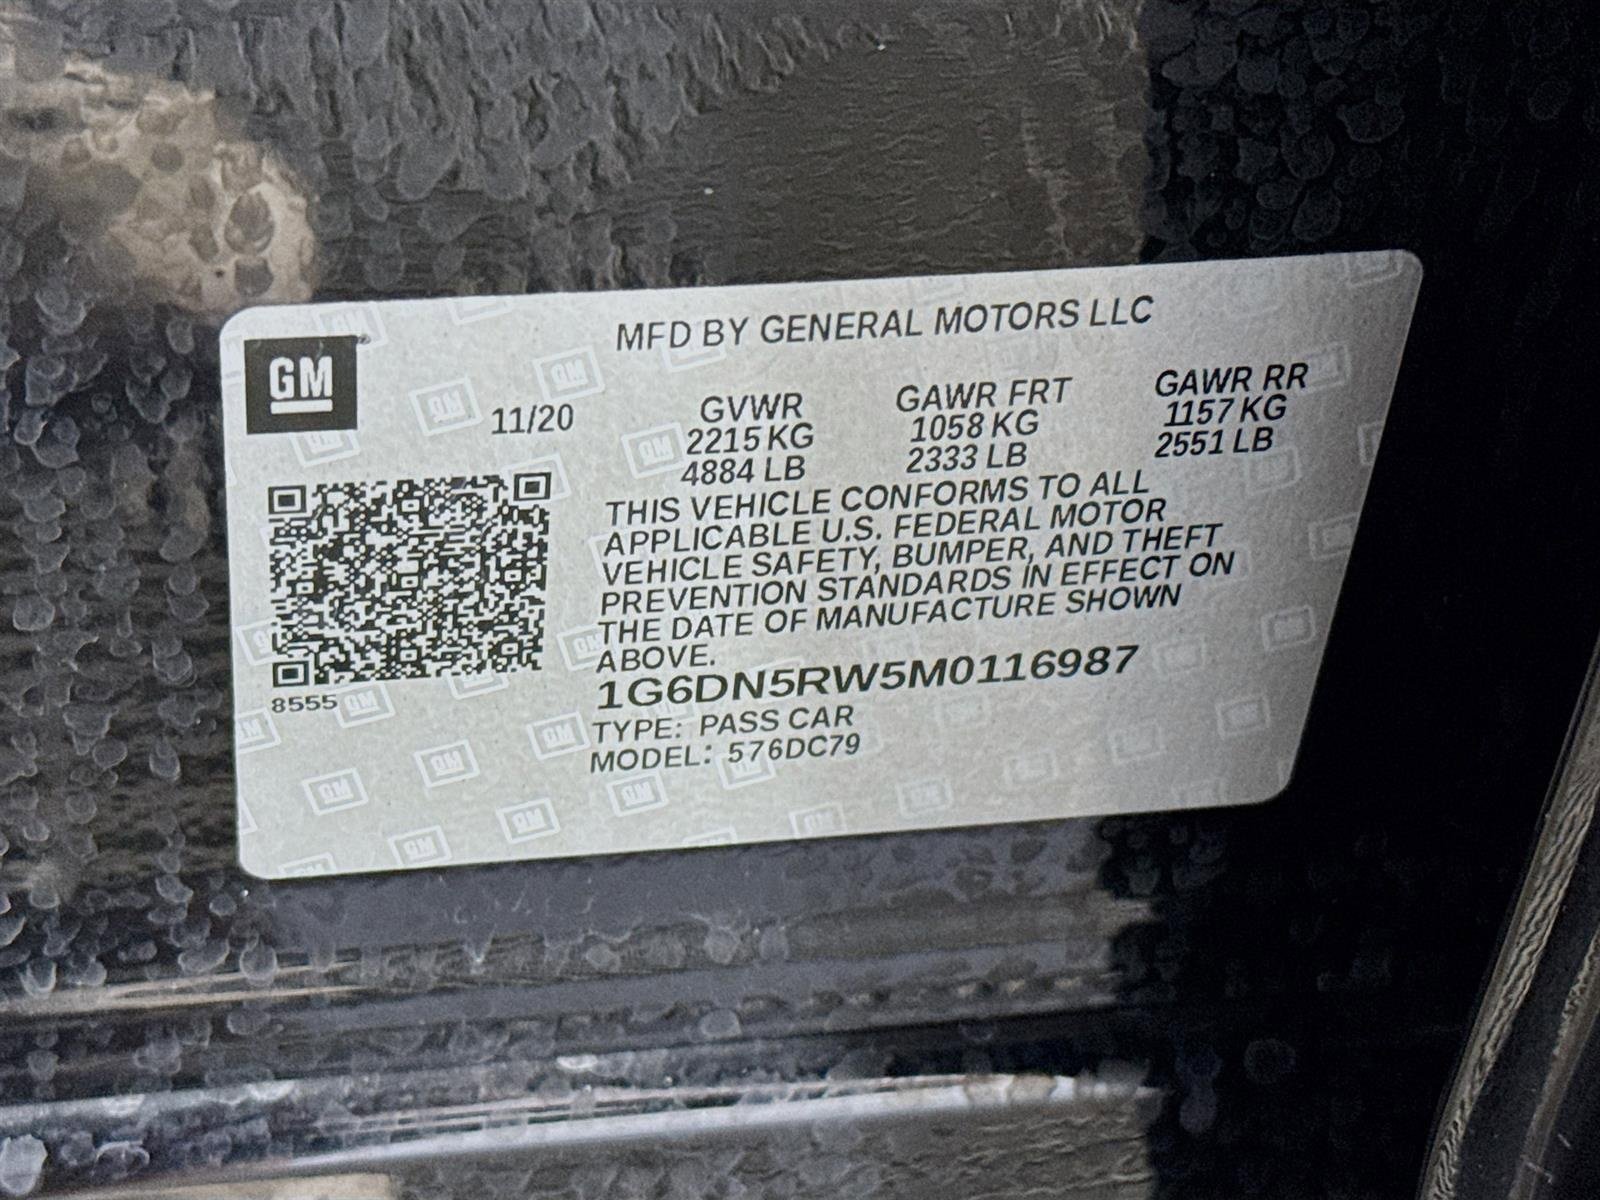 MFD BY GENERAL MOTORS LLC
GM
11/20
GVWR
2215 KG
4884 LB
GAWR FRT
1058 KG
2333 LB
GAWR RR
1157 KG
2551 LB
THIS VEHICLE CONFORMS TO ALL
APPLICABLE U.S. FEDERAL MOTOR
VEHICLE SAFETY, BUMPER, AND THEFT
PREVENTION STANDARDS IN EFFECT ON
THE DATE OF MANUFACTURE SHOWN
ABOVE.
8555
1G6DN5RW5M0116987
TYPE: PASS CAR
MODEL: 576DC79